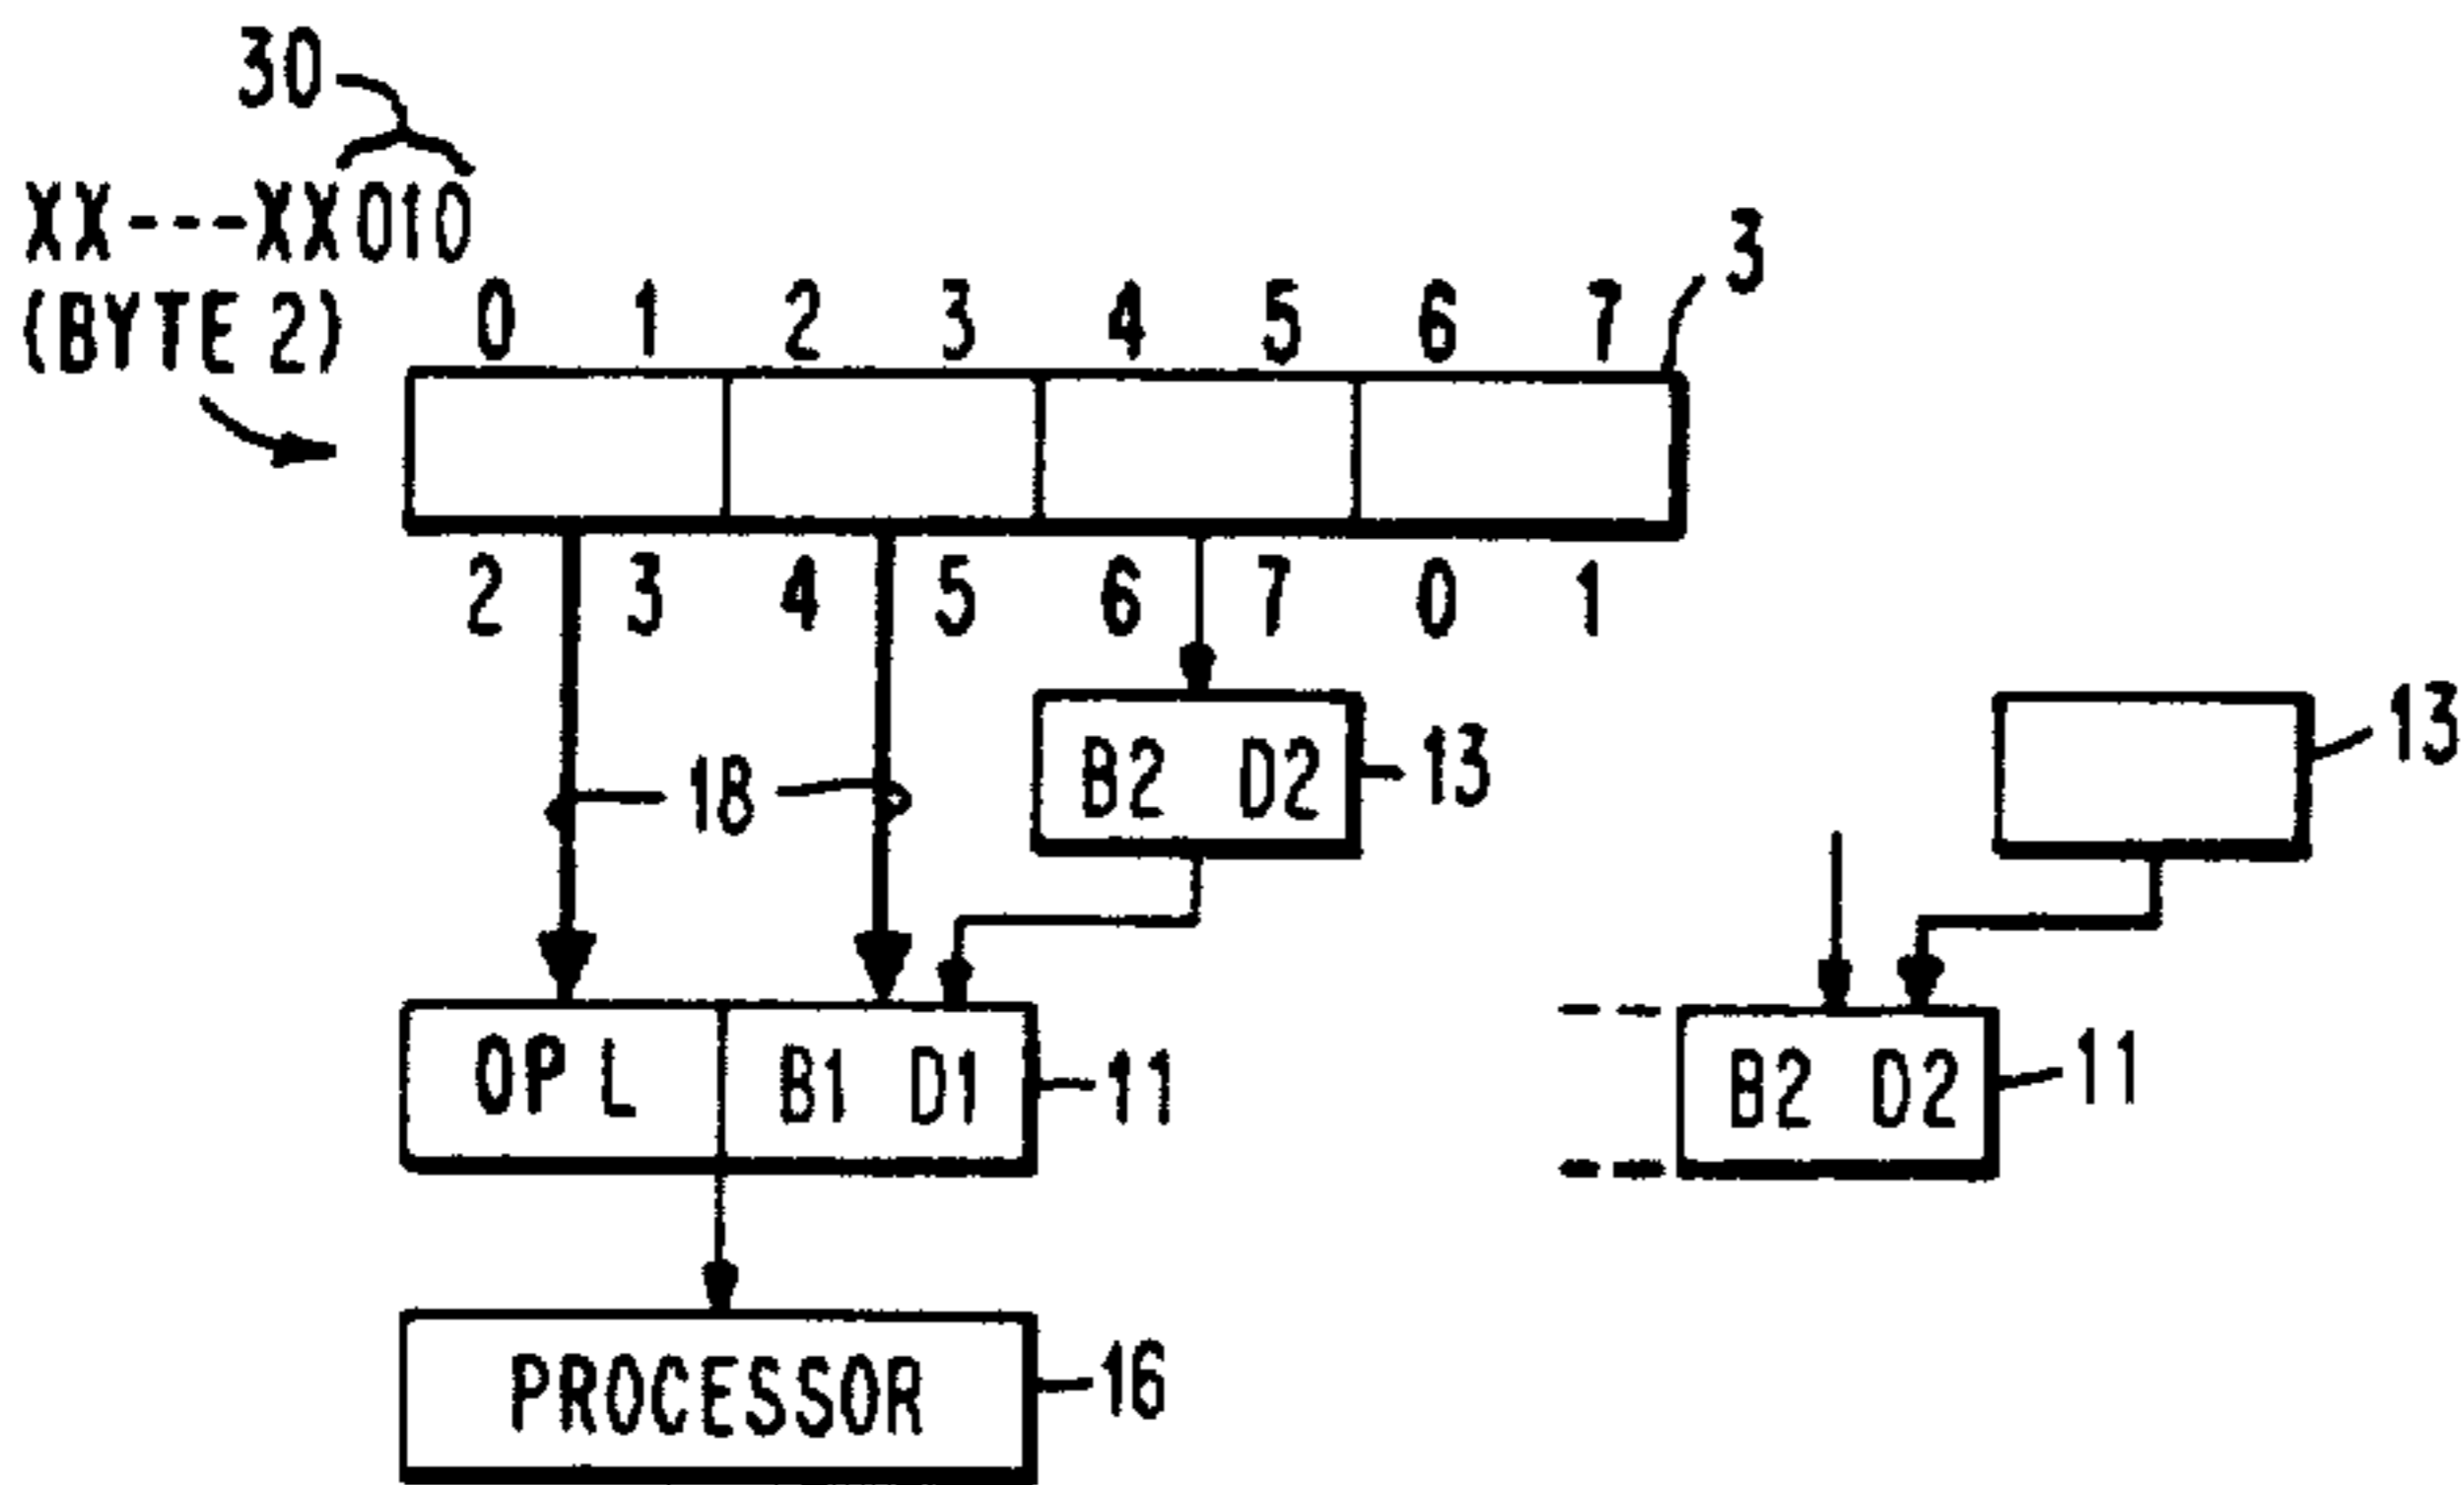 30
XX---XX010
(BYTE 2)
3
0 1 2 3 4 5 6 7
2 3 4 5 6 7 0 1
18
B2 D2
13
13
OP L
B1 D1
11
B2 D2
11
PROCESSOR
16